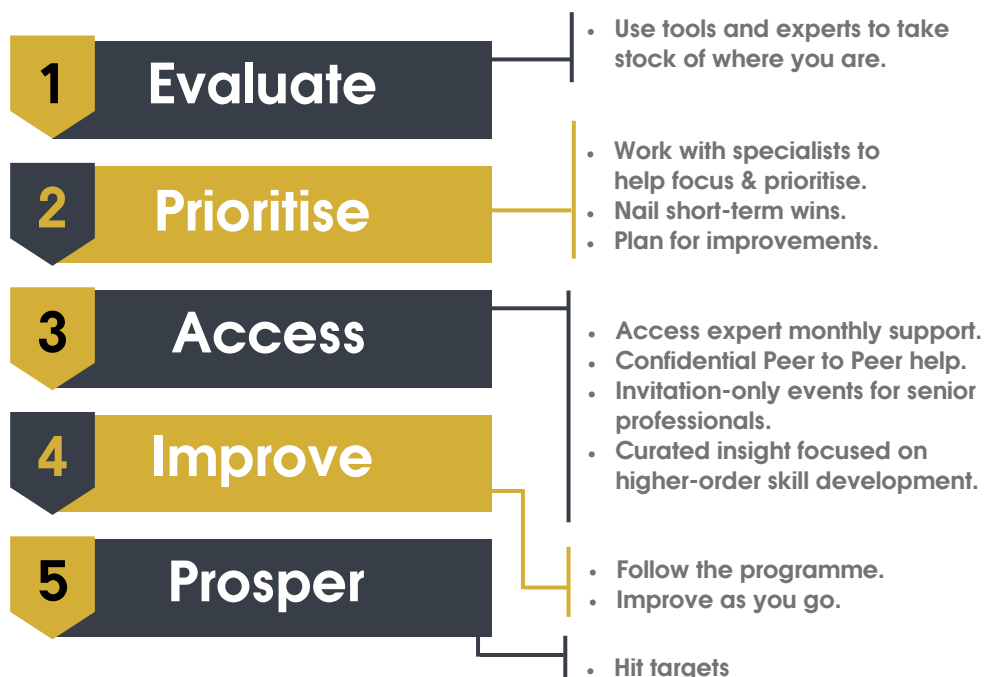 1
Evaluate
• Use tools and experts to take
stock of where you are.
2
Prioritise
• Work with specialists to
help focus & prioritise.
• Nail short-term wins.
• Plan for improvements.
3
Access
• Access expert monthly support.
• Confidential Peer to Peer help.
• Invitation-only events for senior
professionals.
• Curated insight focused on
higher-order skill development.
4
Improve
• Follow the programme.
• Improve as you go.
5
Prosper
• Hit targets